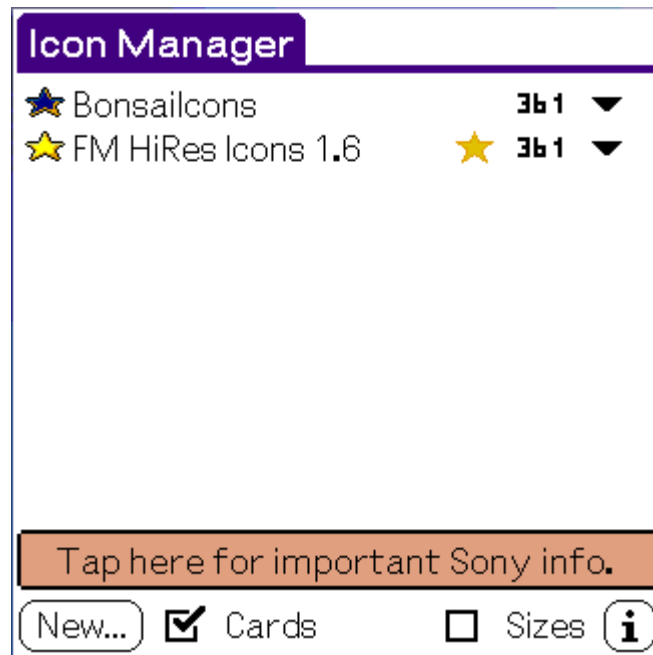 Icon Manager
BonsaiIcons 3b1
FM HiRes Icons 1.6 3b1
Tap here for important Sony info.
New... Cards Sizes i